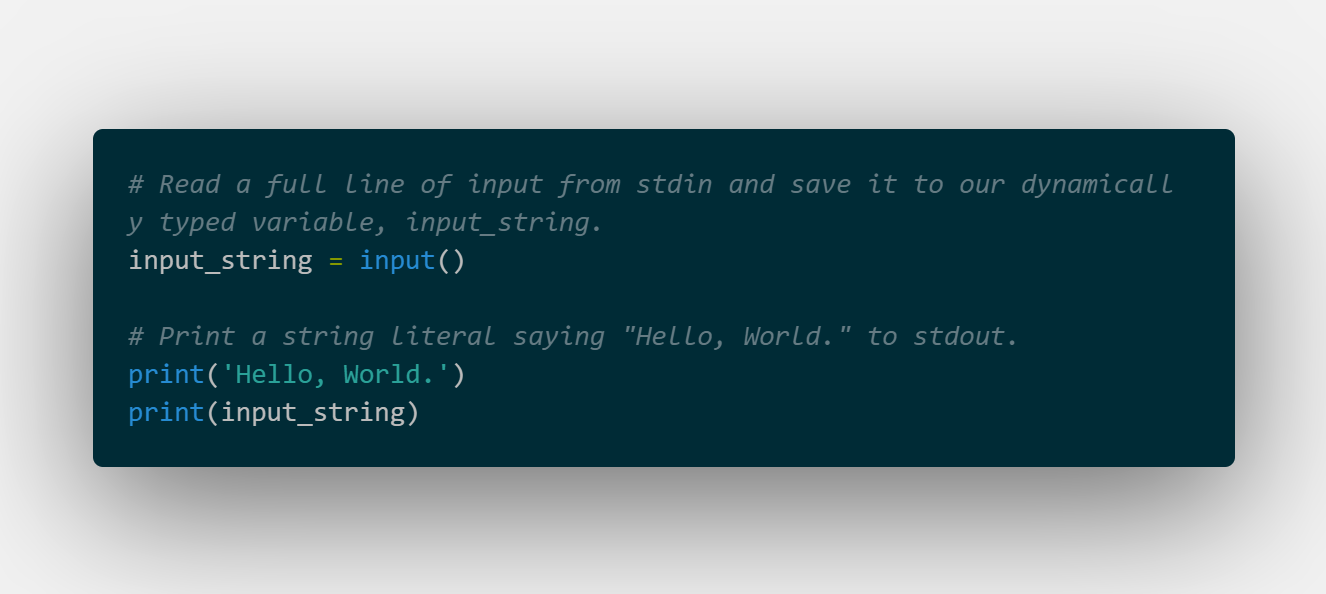 # Read a full line of input from stdin and save it to our dynamicall
y typed variable, input_string.
input_string = input()

# Print a string literal saying "Hello, World." to stdout.
print('Hello, World.')
print(input_string)